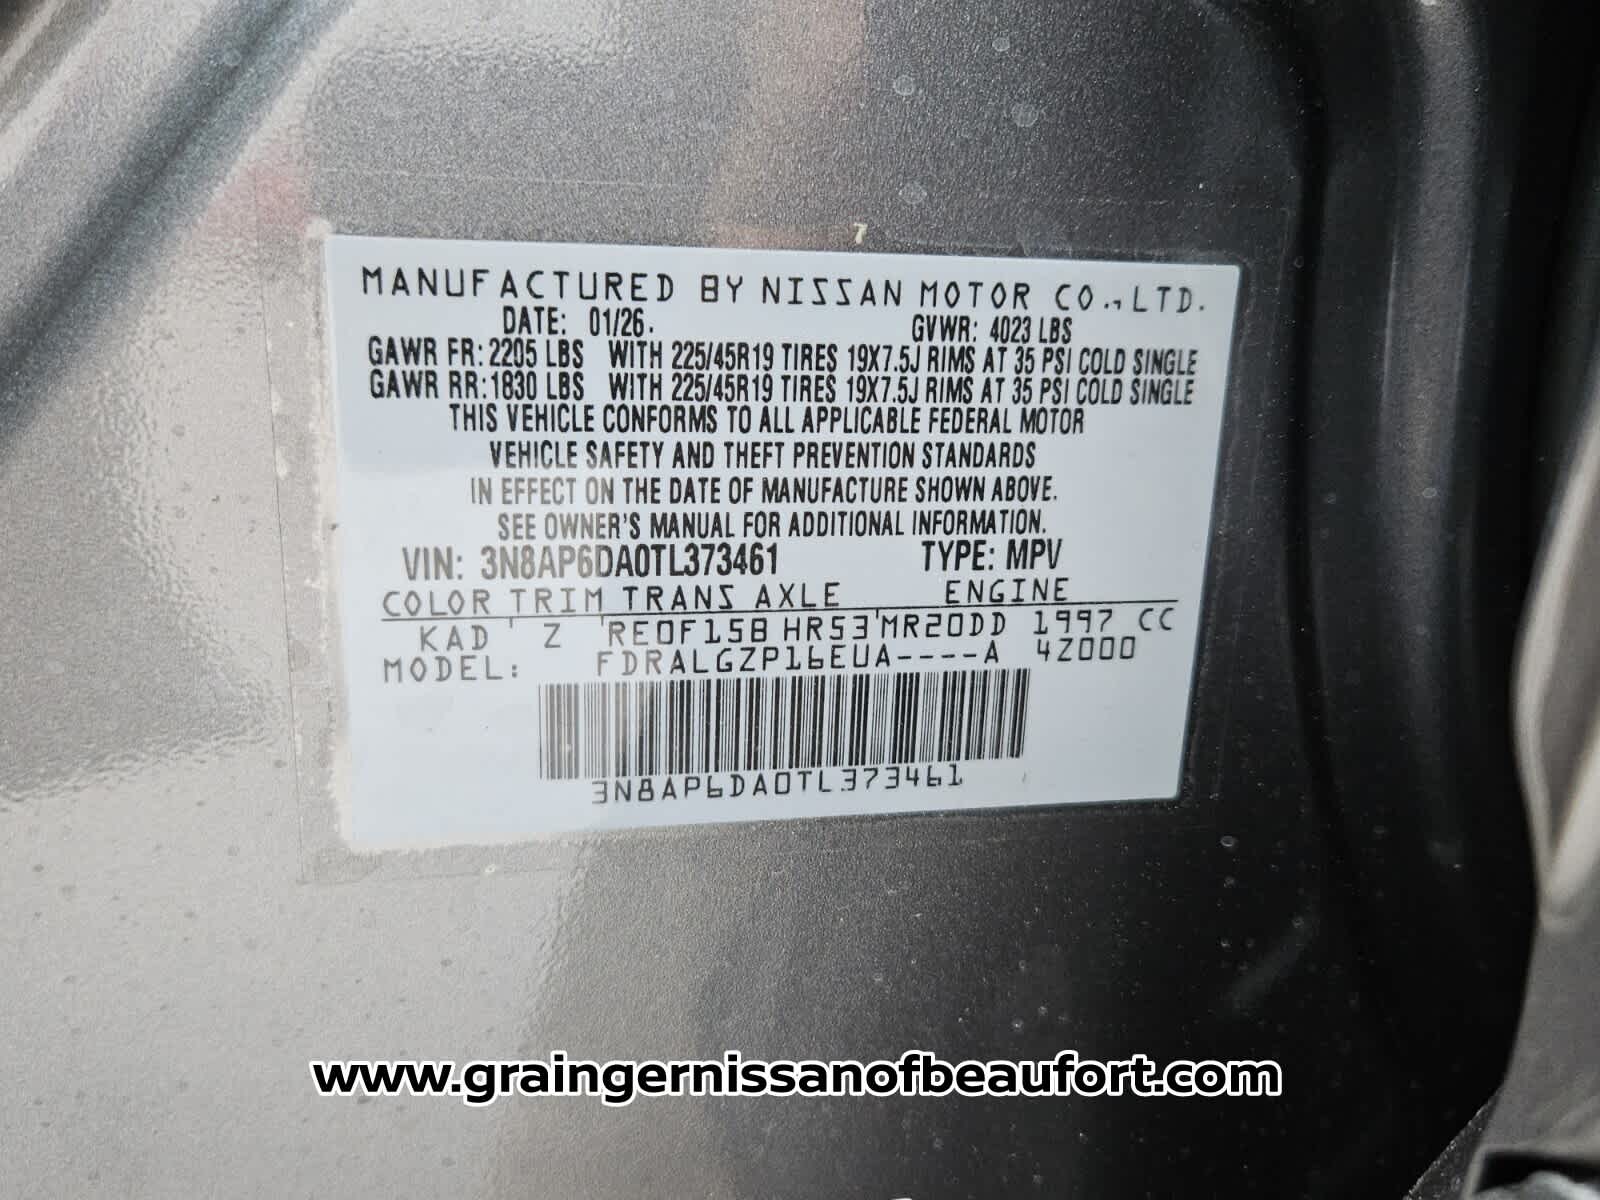 MANUFACTURED BY NISSAN MOTOR CO., LTD.
DATE: 01/26. GVWR: 4023 LBS
GAWR FR: 2205 LBS WITH 225/45R19 TIRES 19X7.5J RIMS AT 35 PSI COLD SINGLE
GAWR RR: 1830 LBS WITH 225/45R19 TIRES 19X7.5J RIMS AT 35 PSI COLD SINGLE
THIS VEHICLE CONFORMS TO ALL APPLICABLE FEDERAL MOTOR
VEHICLE SAFETY AND THEFT PREVENTION STANDARDS
IN EFFECT ON THE DATE OF MANUFACTURE SHOWN ABOVE.
SEE OWNER'S MANUAL FOR ADDITIONAL INFORMATION.
VIN: 3N8AP6DA0TL373461 TYPE: MPV
COLOR TRIM TRANS AXLE ENGINE
KAD Z RE0F15B HR53 MR20DD 1997 CC
MODEL: FDRALGZP16EUA----A 4Z000
3N8AP6DA0TL373461
www.graingernissanofbeaufort.com